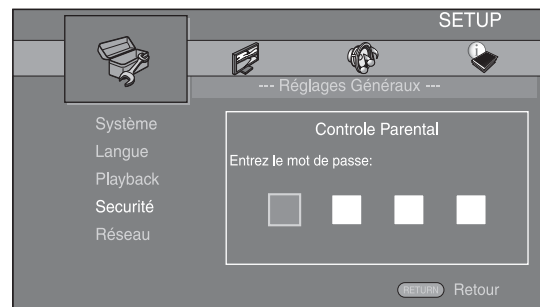 SETUP
--- Réglages Généraux ---
Système
Langue
Playback
Securité
Réseau
Controle Parental
Entrez le mot de passe:
RETURN Retour